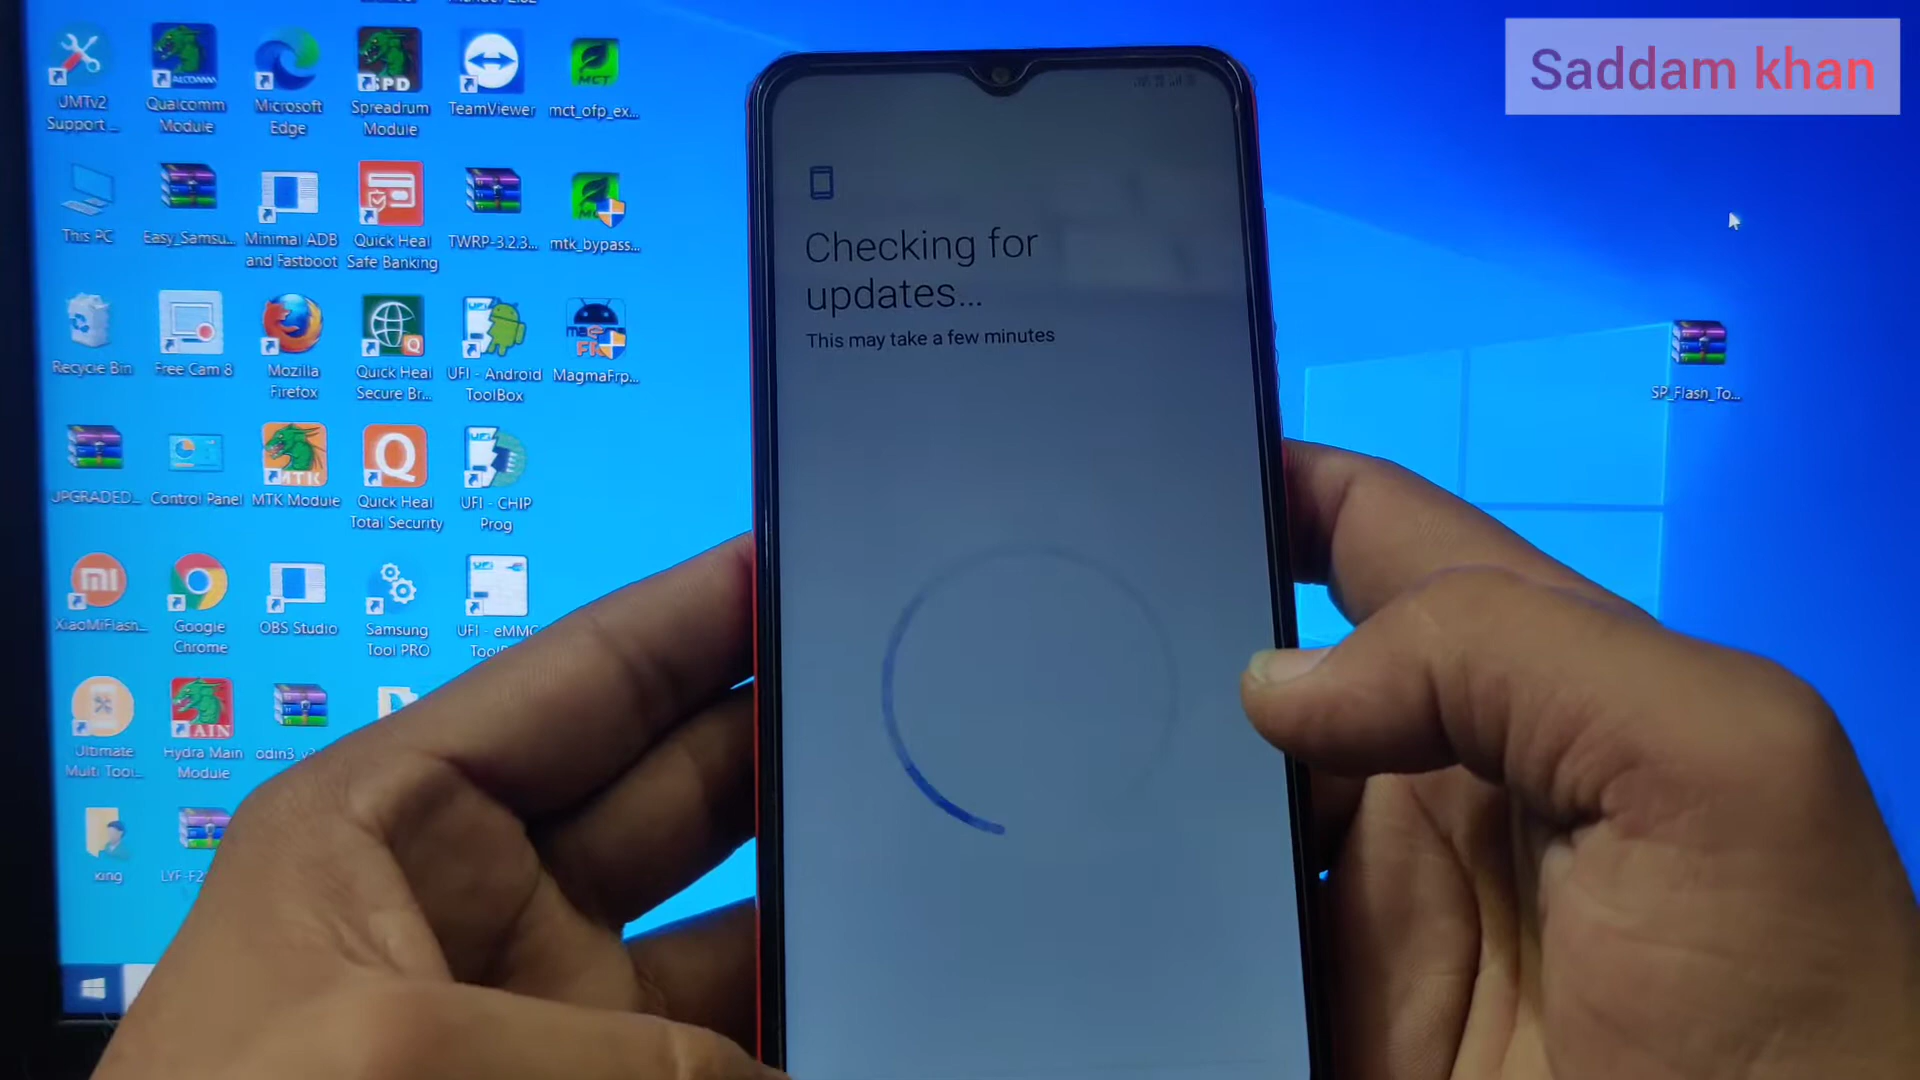 Saddam khan
UMTv2
Support ...
Qualcomm
Module
Microsoft
Edge
SPD
Spreadrum
Module
TeamViewer
MCT
mct_ofp_ex...
This PC
Easy_Samsu...
Minimal ADB
and Fastboot
Quick Heal
Safe Banking
TWRP-3.2.3...
mtk_bypass...
Checking for
updates...
This may take a few minutes
Recycle Bin
Free Cam 8
Mozilla
Firefox
Quick Heal
Secure Br...
UFI - Android
ToolBox
MagmaFrp...
SP_Flash_To...
UPGRADED...
Control Panel
MTK
MTK Module
Quick Heal
Total Security
UFI - CHIP
Prog
XiaoMiFlash...
Google
Chrome
OBS Studio
Samsung
Tool PRO
UFI - eMMC
Ultimate
Multi Tool...
Hydra Main
Module
king